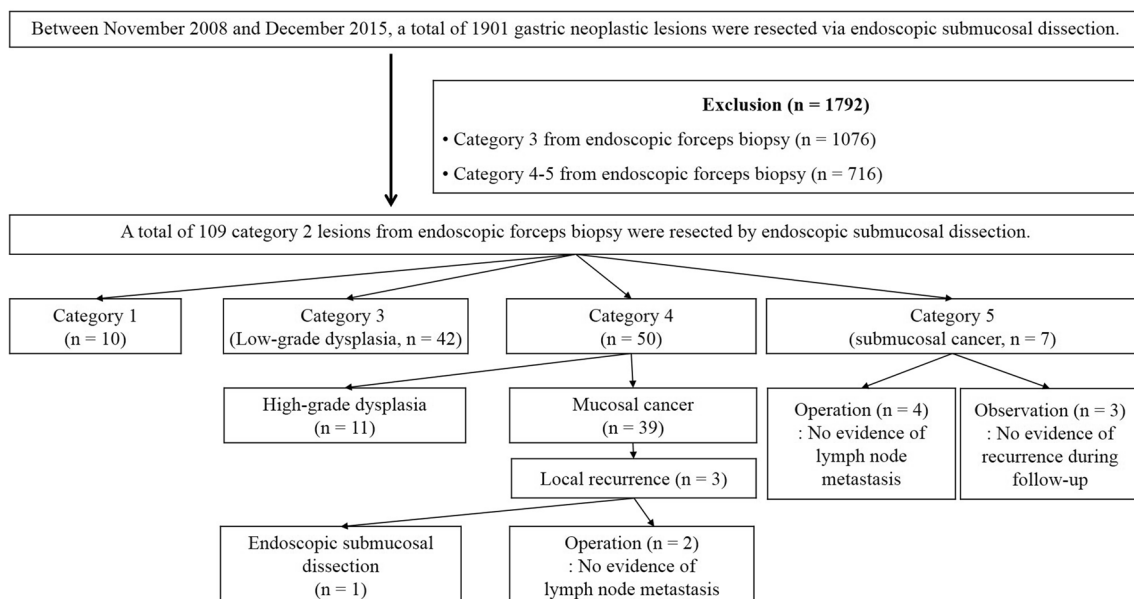 Between November 2008 and December 2015, a total of 1901 gastric neoplastic lesions were resected via endoscopic submucosal dissection.
Exclusion (n = 1792)
• Category 3 from endoscopic forceps biopsy (n = 1076)
• Category 4-5 from endoscopic forceps biopsy (n = 716)
A total of 109 category 2 lesions from endoscopic forceps biopsy were resected by endoscopic submucosal dissection.
Category 1
(n = 10)
Category 3
(Low-grade dysplasia, n = 42)
Category 4
(n = 50)
Category 5
(submucosal cancer, n = 7)
High-grade dysplasia
(n = 11)
Mucosal cancer
(n = 39)
Operation (n = 4)
: No evidence of
lymph node
metastasis
Observation (n = 3)
: No evidence of
recurrence during
follow-up
Local recurrence (n = 3)
Endoscopic submucosal
dissection
(n = 1)
Operation (n = 2)
: No evidence of
lymph node metastasis